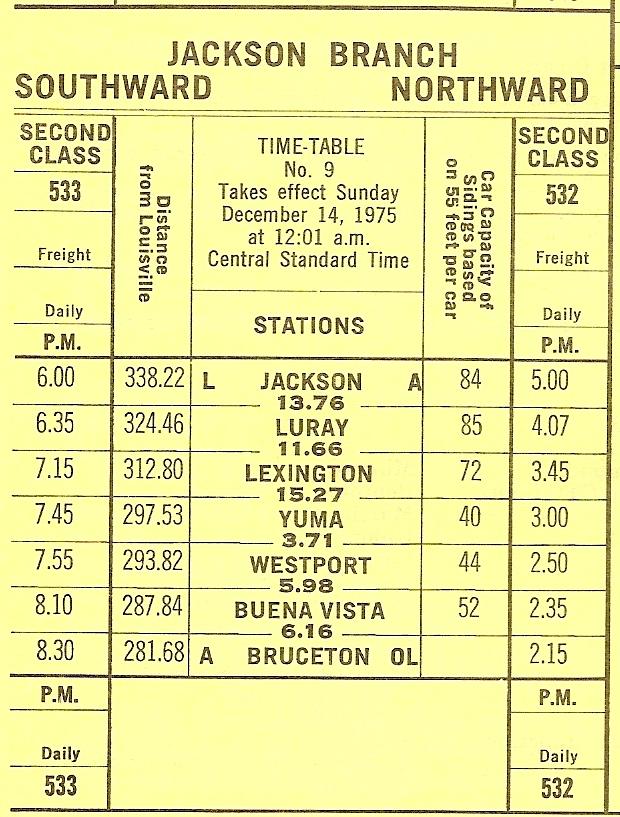 JACKSON BRANCH
SOUTHWARD NORTHWARD
SECOND CLASS
533
Freight
Daily
P.M.
Distance from Louisville
TIME-TABLE
No. 9
Takes effect Sunday
December 14, 1975
at 12:01 a.m.
Central Standard Time
STATIONS
Car Capacity of
Sidings based
on 55 feet per car
SECOND CLASS
532
Freight
Daily
P.M.
6.00 338.22 L JACKSON A 84 5.00
13.76
6.35 324.46 LURAY 85 4.07
11.66
7.15 312.80 LEXINGTON 72 3.45
15.27
7.45 297.53 YUMA 40 3.00
3.71
7.55 293.82 WESTPORT 44 2.50
5.98
8.10 287.84 BUENA VISTA 52 2.35
6.16
8.30 281.68 A BRUCETON OL 2.15
P.M. P.M.
Daily Daily
533 532